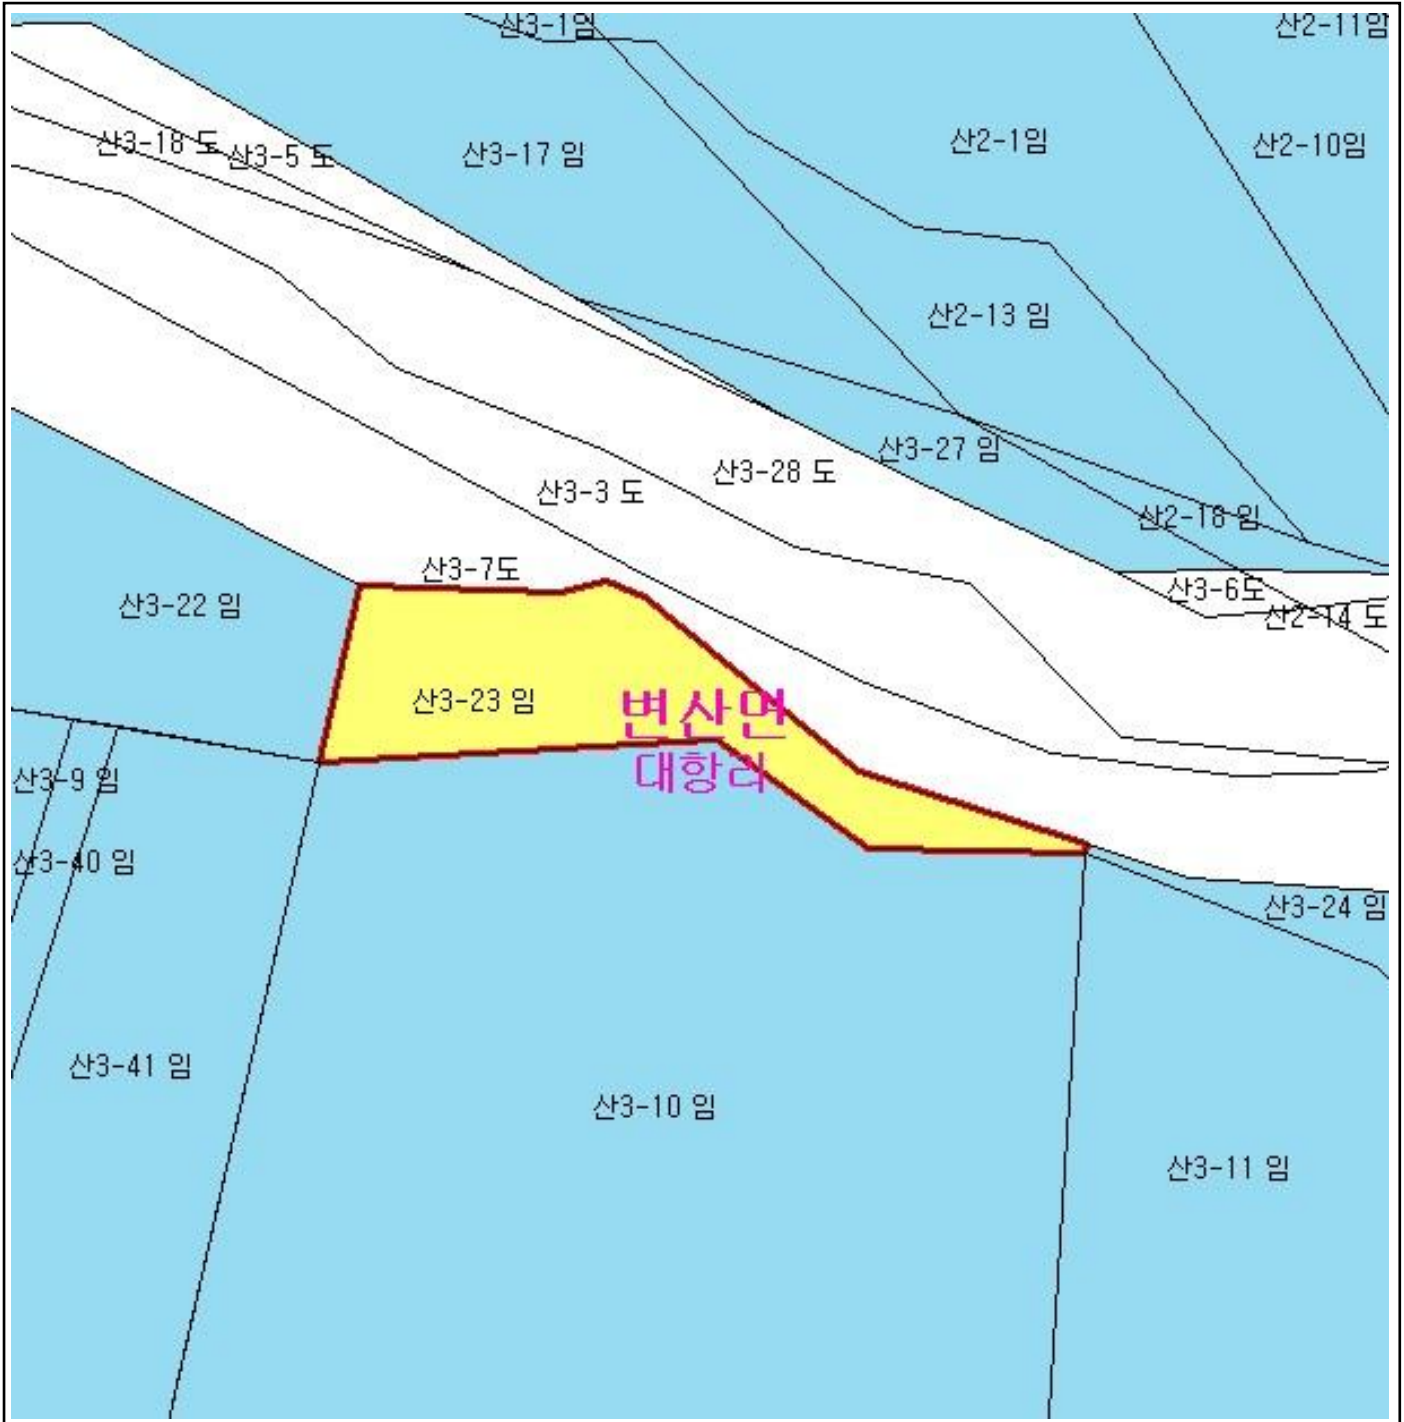 산3-1임
산2-11임
산3-18 도
산3-5 도
산3-17 임
산2-1임
산2-10임
산2-13 임
산3-27 임
산3-28 도
산3-3 도
산2-18 임
산3-7도
산3-6도
산3-22 임
산2-14 도
산3-23 임
변산면
대항리
산3-9 임
산3-40 임
산3-24 임
산3-41 임
산3-10 임
산3-11 임